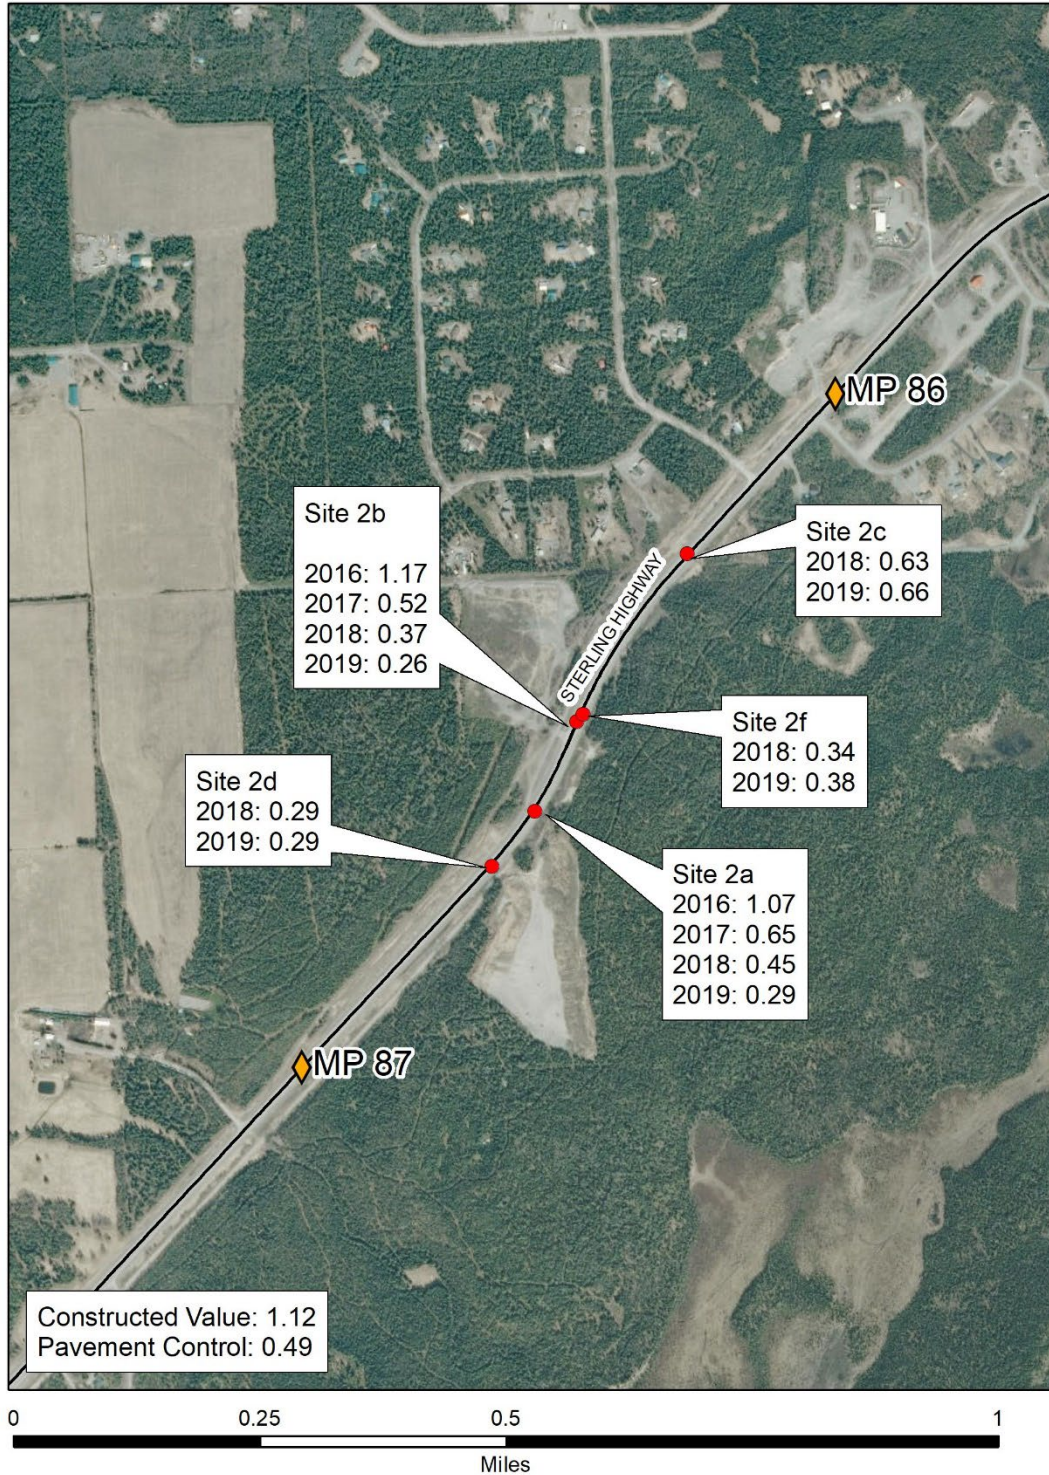 MP 86
Site 2b
2016: 1.17
2017: 0.52
2018: 0.37
2019: 0.26
Site 2c
2018: 0.63
2019: 0.66
STERLING HIGHWAY
Site 2f
2018: 0.34
2019: 0.38
Site 2d
2018: 0.29
2019: 0.29
Site 2a
2016: 1.07
2017: 0.65
2018: 0.45
2019: 0.29
MP 87
Constructed Value: 1.12
Pavement Control: 0.49
0 0.25 0.5 1
Miles